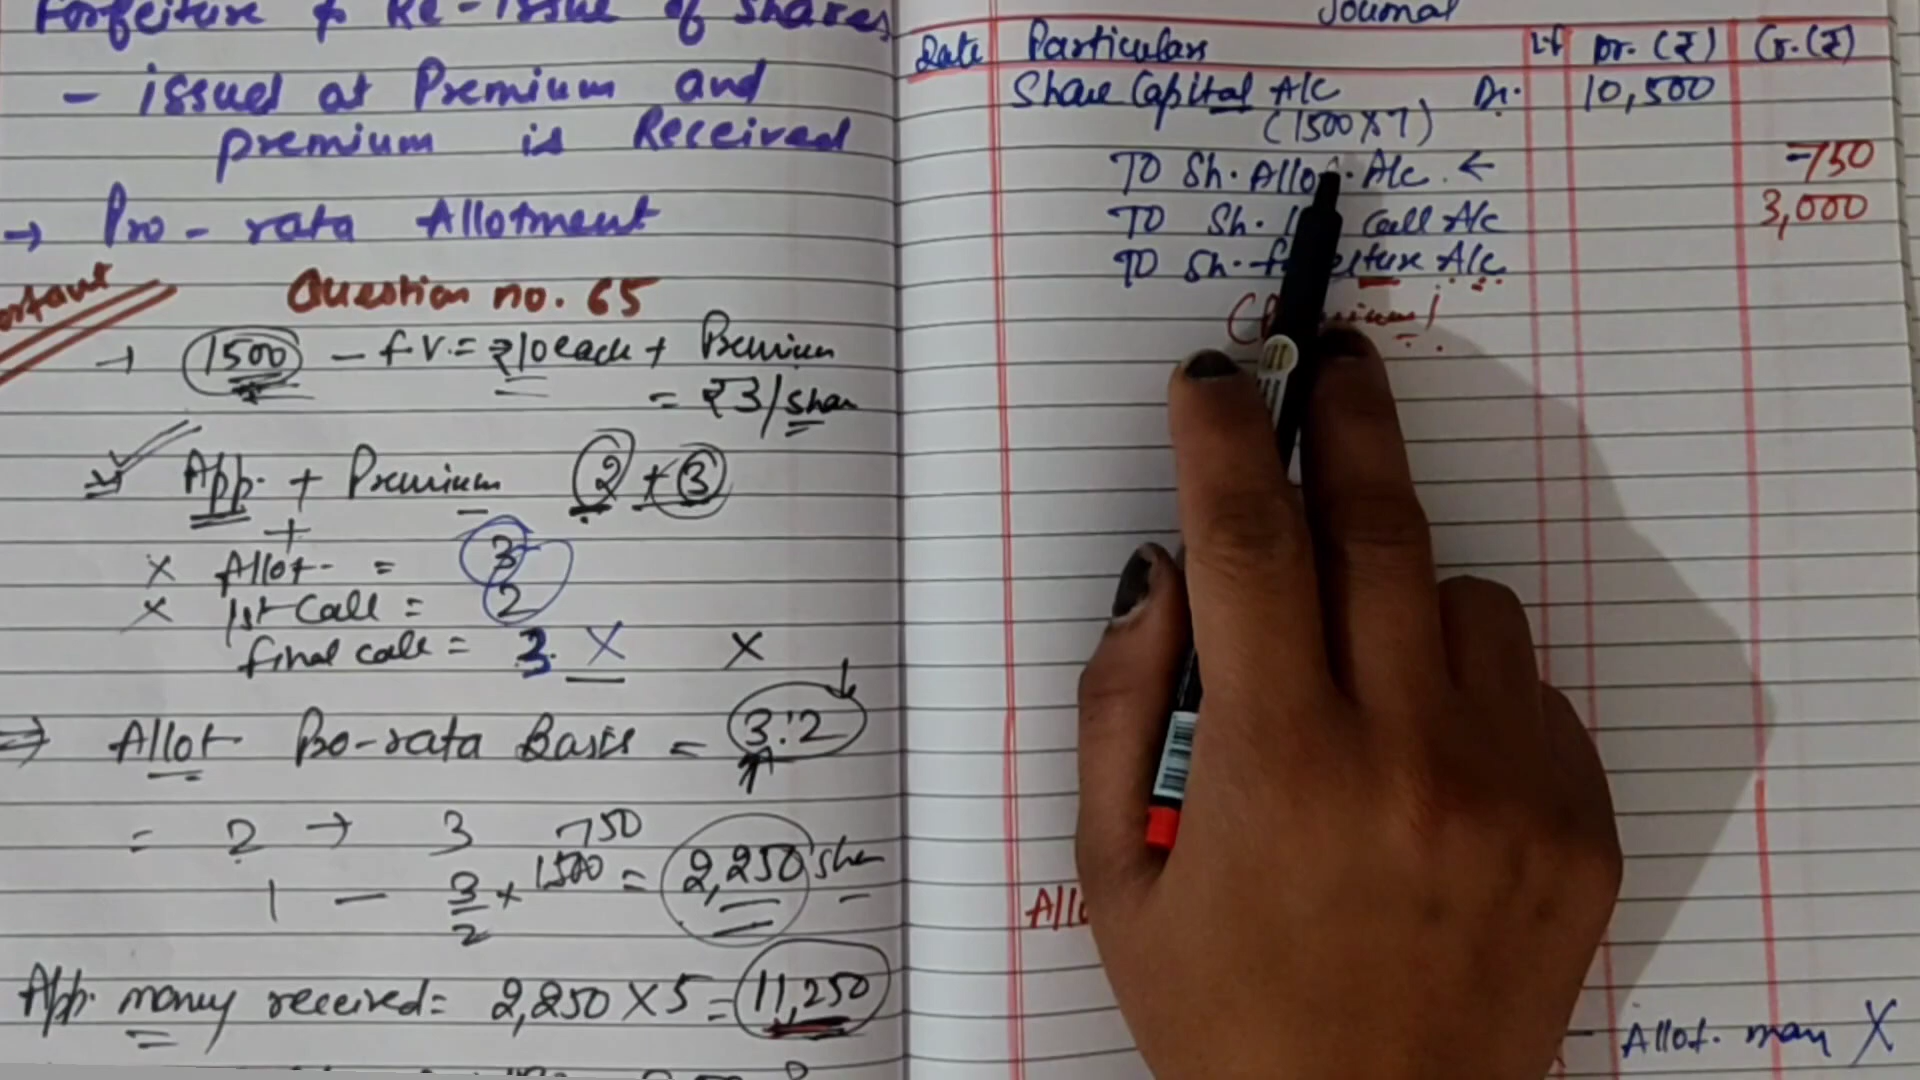 Forfeiture & Re-issue of Shares
- issued at Premium and
premium is Received
→ Pro-rata Allotment
Question no. 65
→ 1500 - f V. = ₹10 each + Premium
= ₹3/share
App. + Premium 2 + 3
+
X Allot. = 3
X 1st Call = 2
final call = 3. X X
⇒ Allot Pro-rata Basis = 3:2
= 2 → 3 750
1 - 3/2 × 1500 = 2,250 share
App. money received = 2,250 X 5 = 11,250
Journal
Date Particulars L.f Dr. (₹) Cr. (₹)
Share Capital A/c Dr. 10,500
(1500 X 7)
TO Sh. Allot. A/c. ← 750
TO Sh. Call A/c 3,000
TO Sh. A/c
- Allot. money X